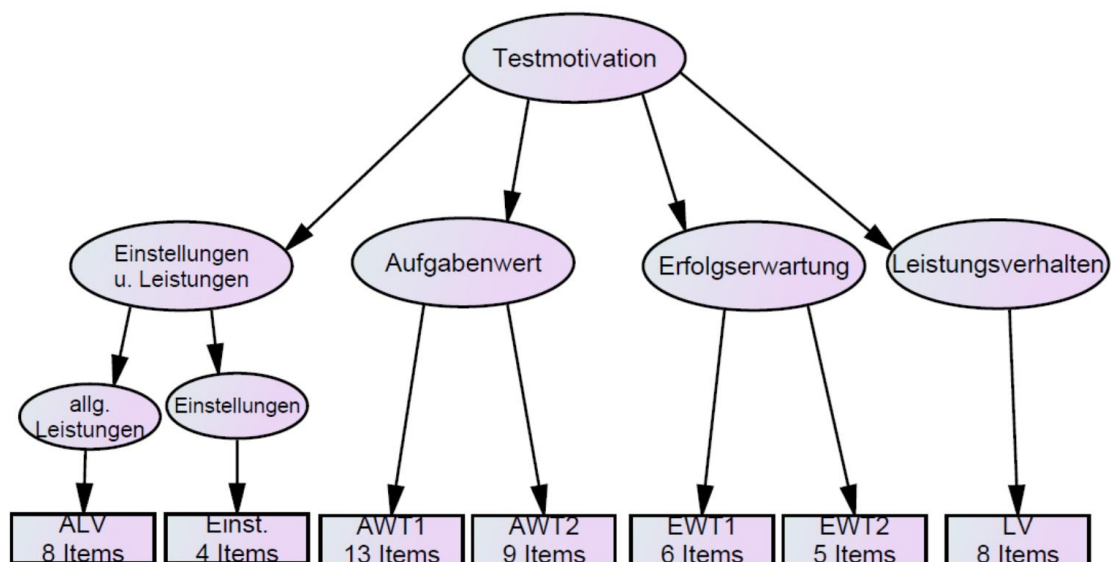 Testmotivation
Einstellungen
u. Leistungen
Aufgabenwert
Erfolgserwartung
Leistungsverhalten
allg.
Leistungen
Einstellungen
ALV
8 Items
Einst.
4 Items
AWT1
13 Items
AWT2
9 Items
EWT1
6 Items
EWT2
5 Items
LV
8 Items